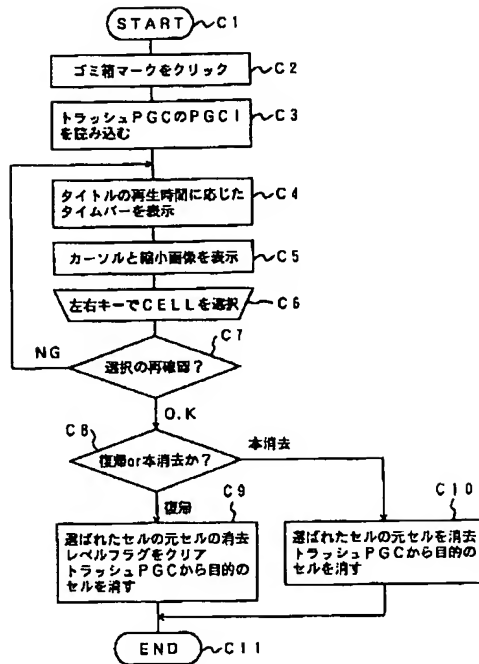 START
C1
ゴミ箱マークをクリック
C2
トラッシュPGCのPGCI
を読み込む
C3
タイトルの再生時間に応じた
タイムバーを表示
C4
カーソルと縮小画像を表示
C5
左右キーでCELLを選択
C6
C7
NG
選択の再確認?
O.K
C8
復帰or本消去か?
本消去
復帰
C9
選ばれたセルの元セルの消去
レベルフラグをクリア
トラッシュPGCから目的の
セルを消す
C10
選ばれたセルの元セルを消去
トラッシュPGCから目的の
セルを消す
END
C11